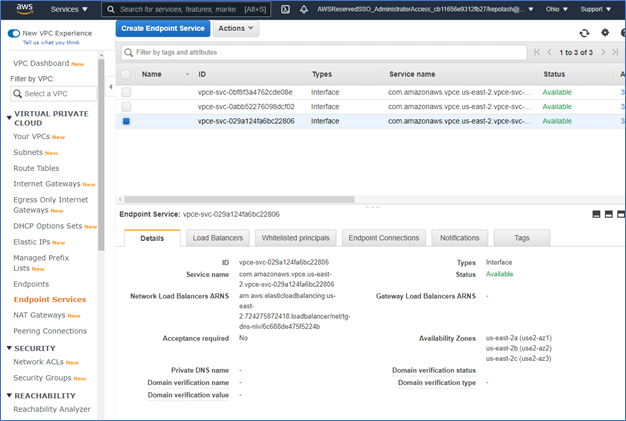 aws
Services
Search for services, features, marke
[Alt+S]
AWSReservedSSO_AdministratorAccess_cb11656e9312fb27/kepotash@...
Ohio
Support
New VPC Experience
Tell us what you think
Create Endpoint Service
Actions
VPC Dashboard New
Filter by VPC:
Select a VPC
Filter by tags and attributes
1 to 3 of 3
Name
ID
Types
Service name
Status
Availability
vpce-svc-0bf8f3a4762cde08e
Interface
com.amazonaws.vpce.us-east-2.vpce-svc-...
Available
3
vpce-svc-0abb52276098dcf02
Interface
com.amazonaws.vpce.us-east-2.vpce-svc-...
Available
vpce-svc-029a124fa6bc22806
Interface
com.amazonaws.vpce.us-east-2.vpce-svc-...
Available
3
VIRTUAL PRIVATE
CLOUD
Your VPCs New
Subnets New
Route Tables
Internet Gateways New
Egress Only Internet
Gateways New
DHCP Options Sets New
Elastic IPs New
Managed Prefix
Lists New
Endpoints
Endpoint Services
NAT Gateways New
Peering Connections
SECURITY
Network ACLs New
Security Groups New
REACHABILITY
Reachability Analyzer
Endpoint Service: vpce-svc-029a124fa6bc22806
Details
Load Balancers
Whitelisted principals
Endpoint Connections
Notifications
Tags
ID
vpce-svc-029a124fa6bc22806
Types
Interface
Service name
com.amazonaws.vpce.us-east-
2.vpce-svc-029a124fa6bc22806
Status
Available
Network Load Balancers ARNS
arn:aws:elasticloadbalancing:us-
east-
2:724275872418:loadbalancer/net/tg-
dns-nlv/6c688de475f5224b
Gateway Load Balancers ARNS
-
Acceptance required
No
Availability Zones
us-east-2a (use2-az1)
us-east-2b (use2-az2)
us-east-2c (use2-az3)
Private DNS name
-
Domain verification status
Domain verification name
-
Domain verification type
-
Domain verification value
-